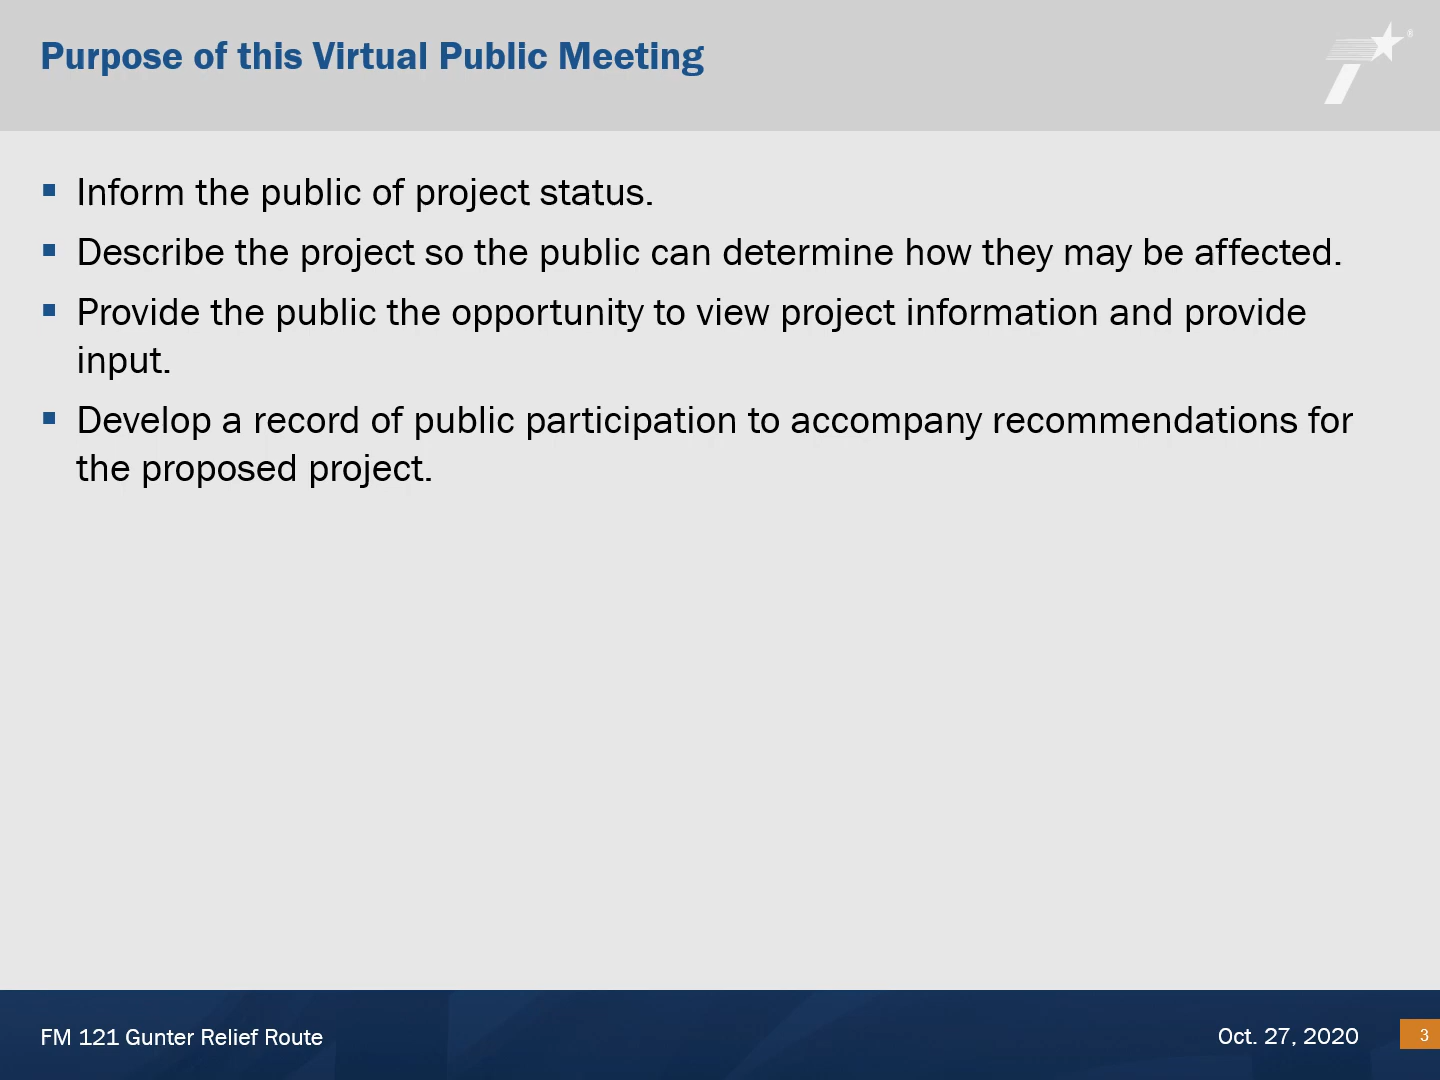 Purpose of this Virtual Public Meeting
Inform the public of project status.
Describe the project so the public can determine how they may be affected.
Provide the public the opportunity to view project information and provide
input.
Develop a record of public participation to accompany recommendations for
the proposed project.
FM 121 Gunter Relief Route
Oct. 27, 2020
3